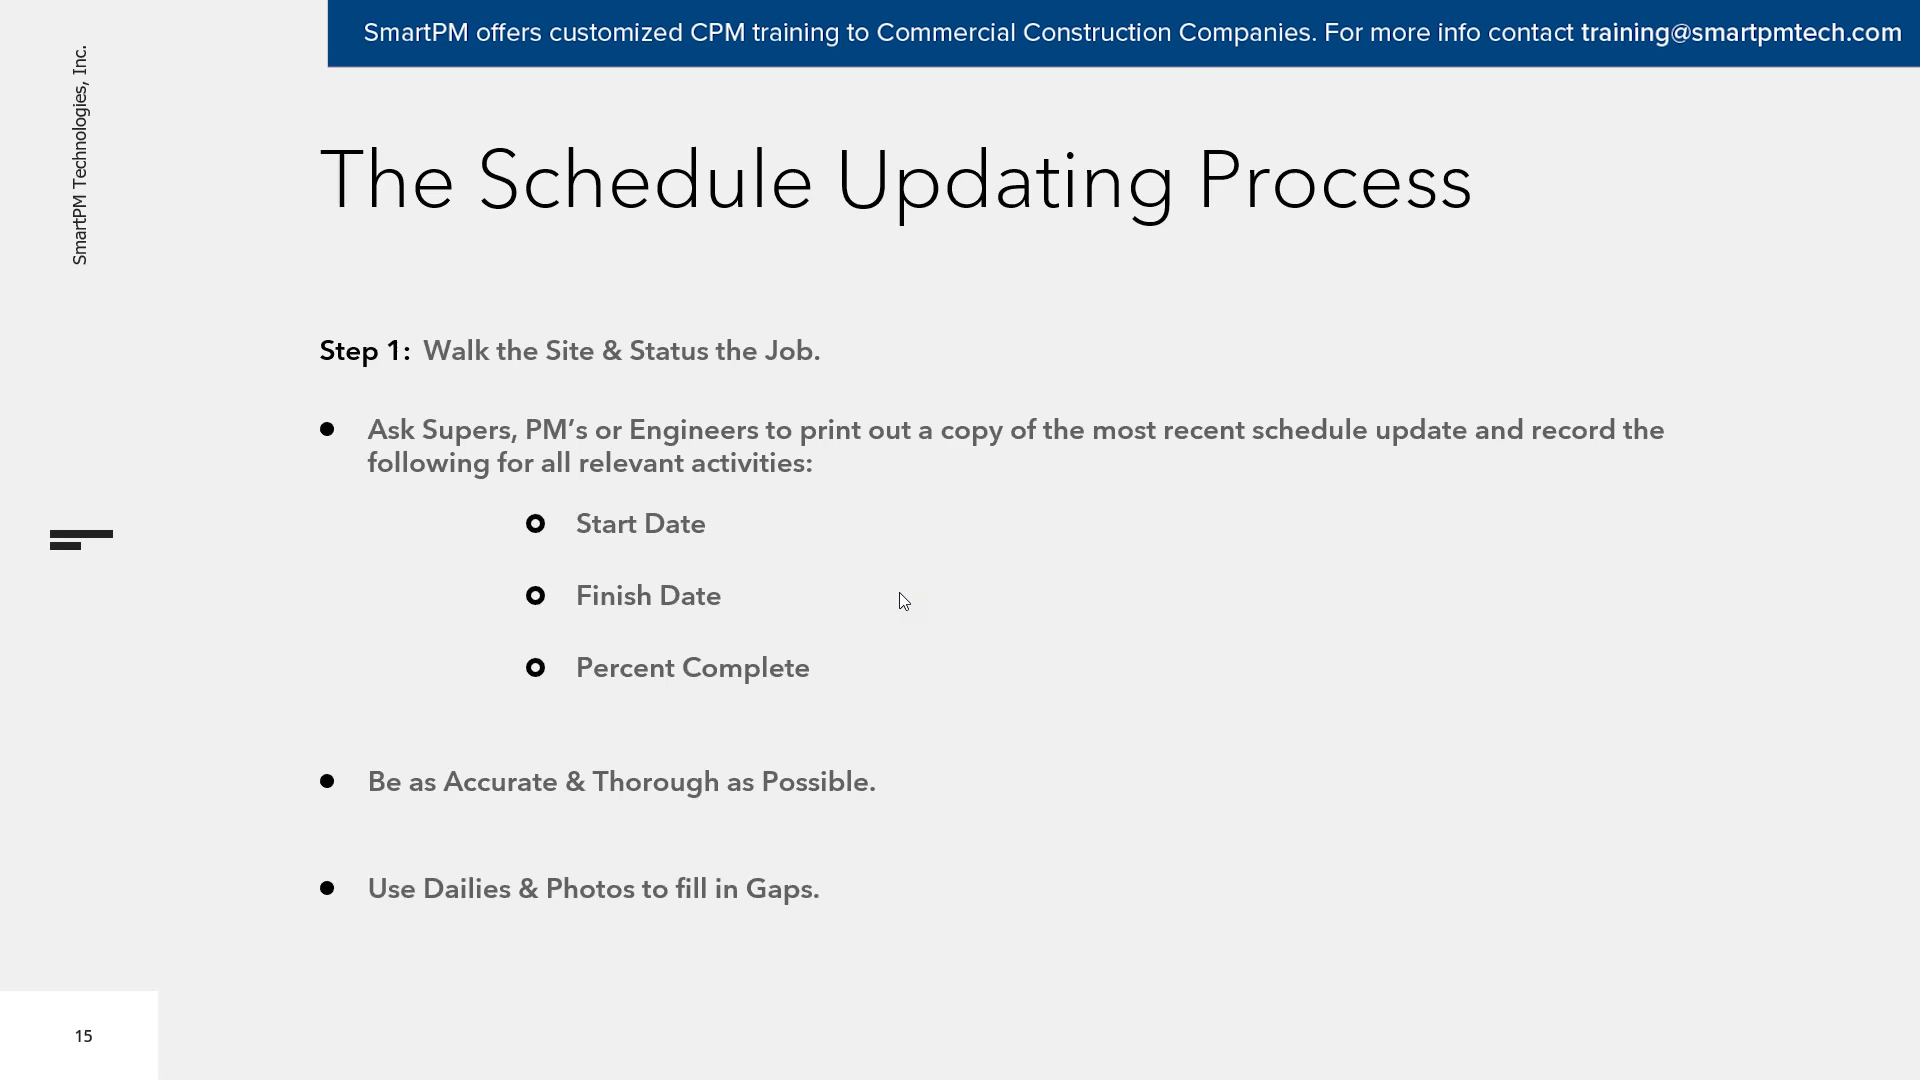 SmartPM offers customized CPM training to Commercial Construction Companies. For more info contact training@smartpmtech.com
SmartPM Technologies, Inc.
The Schedule Updating Process
Step 1: Walk the Site & Status the Job.
Ask Supers, PM’s or Engineers to print out a copy of the most recent schedule update and record the
following for all relevant activities:
Start Date
Finish Date
Percent Complete
Be as Accurate & Thorough as Possible.
Use Dailies & Photos to fill in Gaps.
15